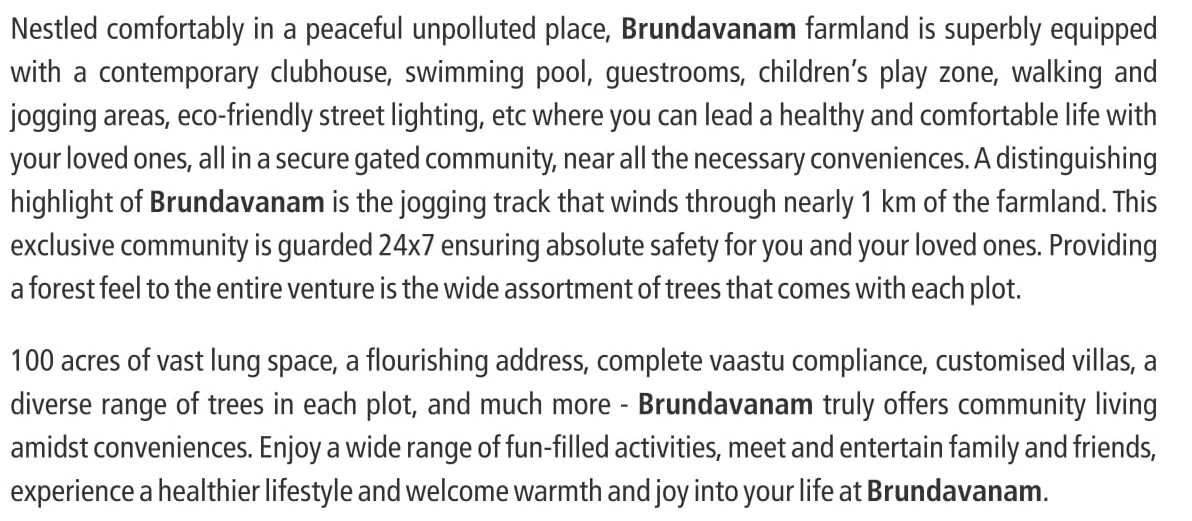 Nestled comfortably in a peaceful unpolluted place, Brundavanam farmland is superbly equipped
with a contemporary clubhouse, swimming pool, guestrooms, children’s play zone, walking and
jogging areas, eco-friendly street lighting, etc where you can lead a healthy and comfortable life with
your loved ones, all in a secure gated community, near all the necessary conveniences. A distinguishing
highlight of Brundavanam is the jogging track that winds through nearly 1 km of the farmland. This
exclusive community is guarded 24x7 ensuring absolute safety for you and your loved ones. Providing
a forest feel to the entire venture is the wide assortment of trees that comes with each plot.
100 acres of vast lung space, a flourishing address, complete vaastu compliance, customised villas, a
diverse range of trees in each plot, and much more - Brundavanam truly offers community living
amidst conveniences. Enjoy a wide range of fun-filled activities, meet and entertain family and friends,
experience a healthier lifestyle and welcome warmth and joy into your life at Brundavanam.